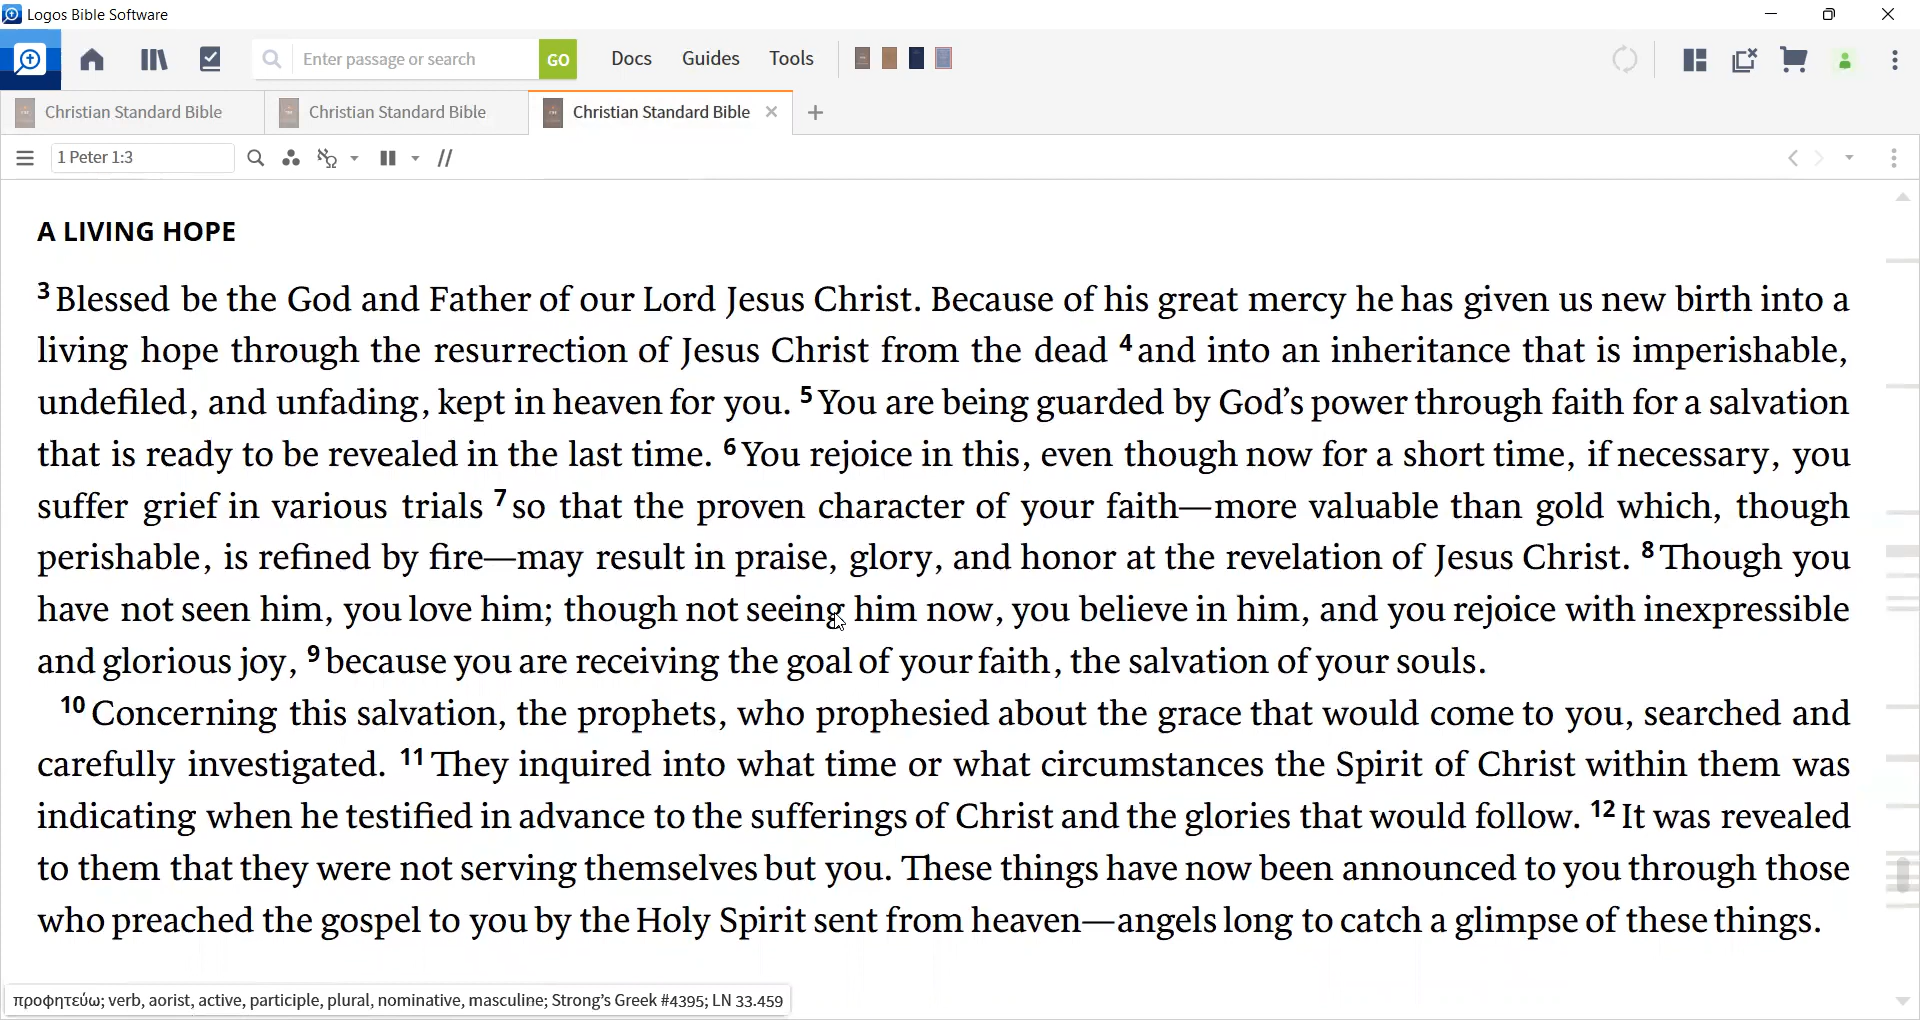 Logos Bible Software
Enter passage or search GO Docs Guides Tools
Christian Standard Bible Christian Standard Bible Christian Standard Bible
1 Peter 1:3
A LIVING HOPE
3 Blessed be the God and Father of our Lord Jesus Christ. Because of his great mercy he has given us new birth into a
living hope through the resurrection of Jesus Christ from the dead 4 and into an inheritance that is imperishable,
undefiled, and unfading, kept in heaven for you. 5 You are being guarded by God’s power through faith for a salvation
that is ready to be revealed in the last time. 6 You rejoice in this, even though now for a short time, if necessary, you
suffer grief in various trials 7 so that the proven character of your faith—more valuable than gold which, though
perishable, is refined by fire—may result in praise, glory, and honor at the revelation of Jesus Christ. 8 Though you
have not seen him, you love him; though not seeing him now, you believe in him, and you rejoice with inexpressible
and glorious joy, 9 because you are receiving the goal of your faith, the salvation of your souls.
10 Concerning this salvation, the prophets, who prophesied about the grace that would come to you, searched and
carefully investigated. 11 They inquired into what time or what circumstances the Spirit of Christ within them was
indicating when he testified in advance to the sufferings of Christ and the glories that would follow. 12 It was revealed
to them that they were not serving themselves but you. These things have now been announced to you through those
who preached the gospel to you by the Holy Spirit sent from heaven—angels long to catch a glimpse of these things.
προφητεύω; verb, aorist, active, participle, plural, nominative, masculine; Strong’s Greek #4395; LN 33.459